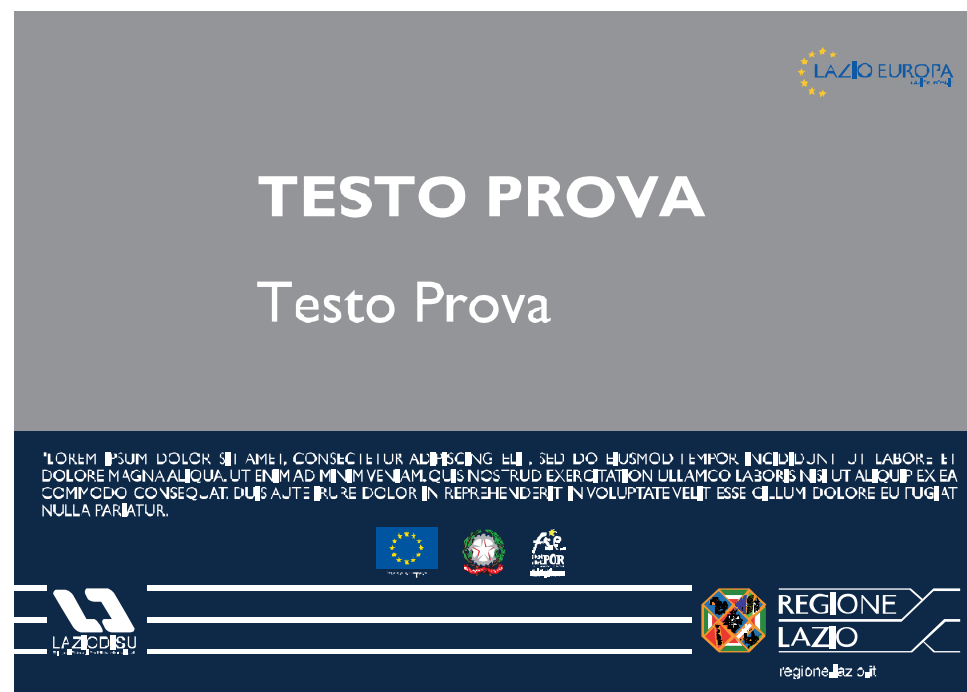 LAZIO EUROPA
TESTO PROVA
Testo Prova
"LOREM IPSUM DOLOR SIT AMET, CONSECTETUR ADIPISCING ELIT, SED DO EIUSMOD TEMPOR INCIDIDUNT UT LABORE ET
DOLORE MAGNA ALIQUA. UT ENIM AD MINIM VENIAM, QUIS NOSTRUD EXERCITATION ULLAMCO LABORIS NISI UT ALIQUIP EX EA
COMMODO CONSEQUAT. DUIS AUTE IRURE DOLOR IN REPREHENDERIT IN VOLUPTATE VELIT ESSE CILLUM DOLORE EU FUGIAT
NULLA PARIATUR.
fse
POR
LAZIODISU
REGIONE
LAZIO
regione.lazio.it